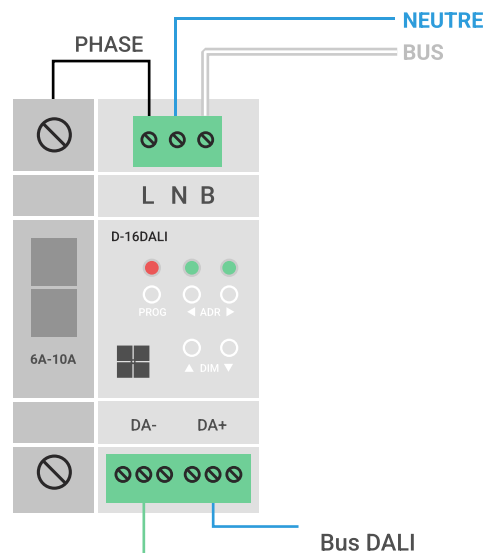 NEUTRE
PHASE
BUS
L N B
D-16DALI
PROG
◀ ADR ▶
6A-10A
▲ DIM ▼
DA- DA+
Bus DALI